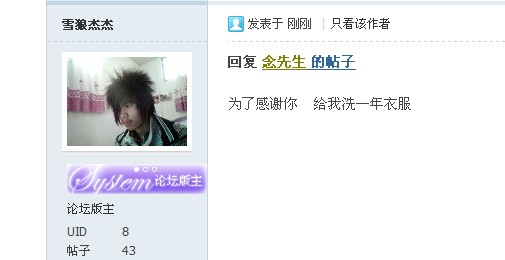 雪狼杰杰
发表于 刚刚 | 只看该作者
回复 念先生 的帖子
为了感谢你 给我洗一年衣服
System 论坛版主
论坛版主
UID 8
帖子 43